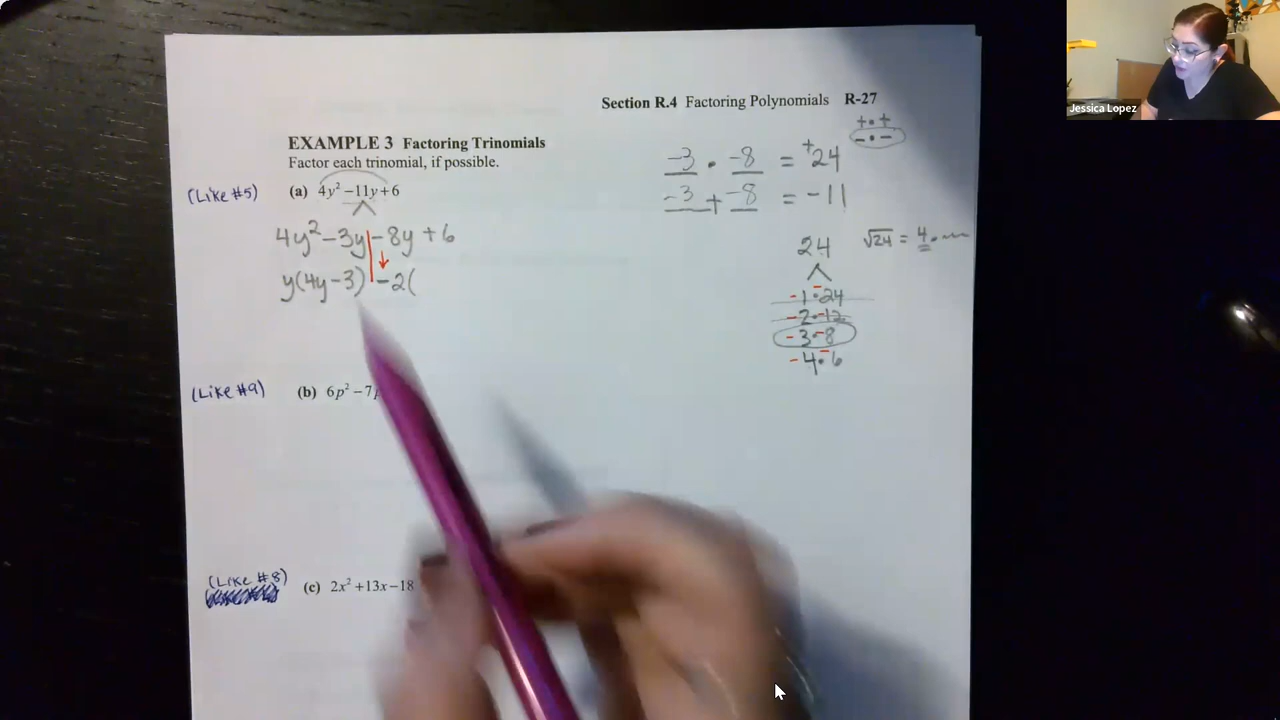 Jessica Lopez
Section R.4 Factoring Polynomials R-27
+ • +
− • −
EXAMPLE 3 Factoring Trinomials
Factor each trinomial, if possible.
-3 • -8 = +24
-3 + -8 = -11
(Like #5) (a) 4y² −11y+6
4y² −3y | −8y +6
y(4y−3) −2(
24
√24 = 4•
-1•-24
-2•-12
-3•-8
-4•-6
(Like #9) (b) 6p² −7p
(Like #8)
(c) 2x² +13x−18